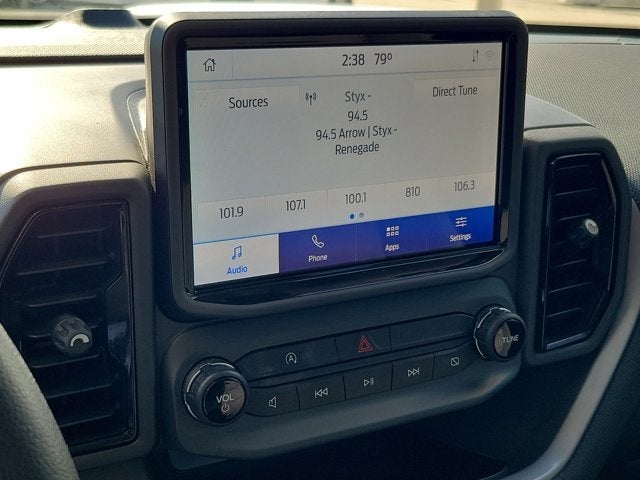 2:38 79°
Sources
Styx -
Direct Tune
94.5
94.5 Arrow | Styx -
Renegade
101.9 107.1 100.1 810 106.3
Audio Phone Apps Settings
VOL
TUNE